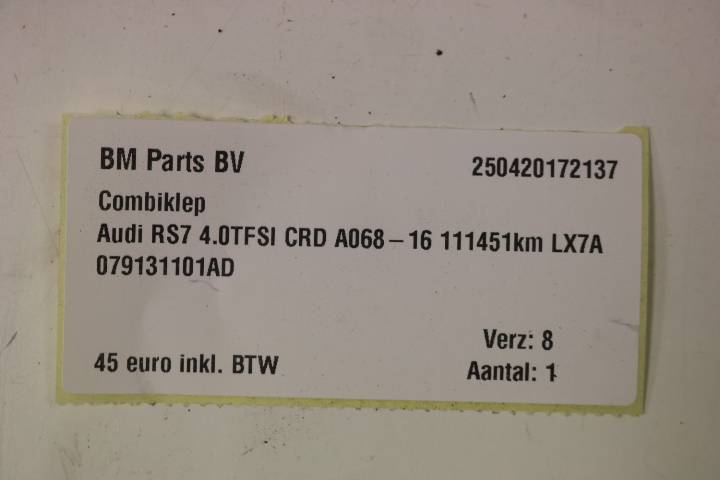 BM Parts BV 250420172137
Combiklep
Audi RS7 4.0TFSI CRD A068-16 111451km LX7A
079131101AD
Verz: 8
45 euro inkl. BTW Aantal: 1